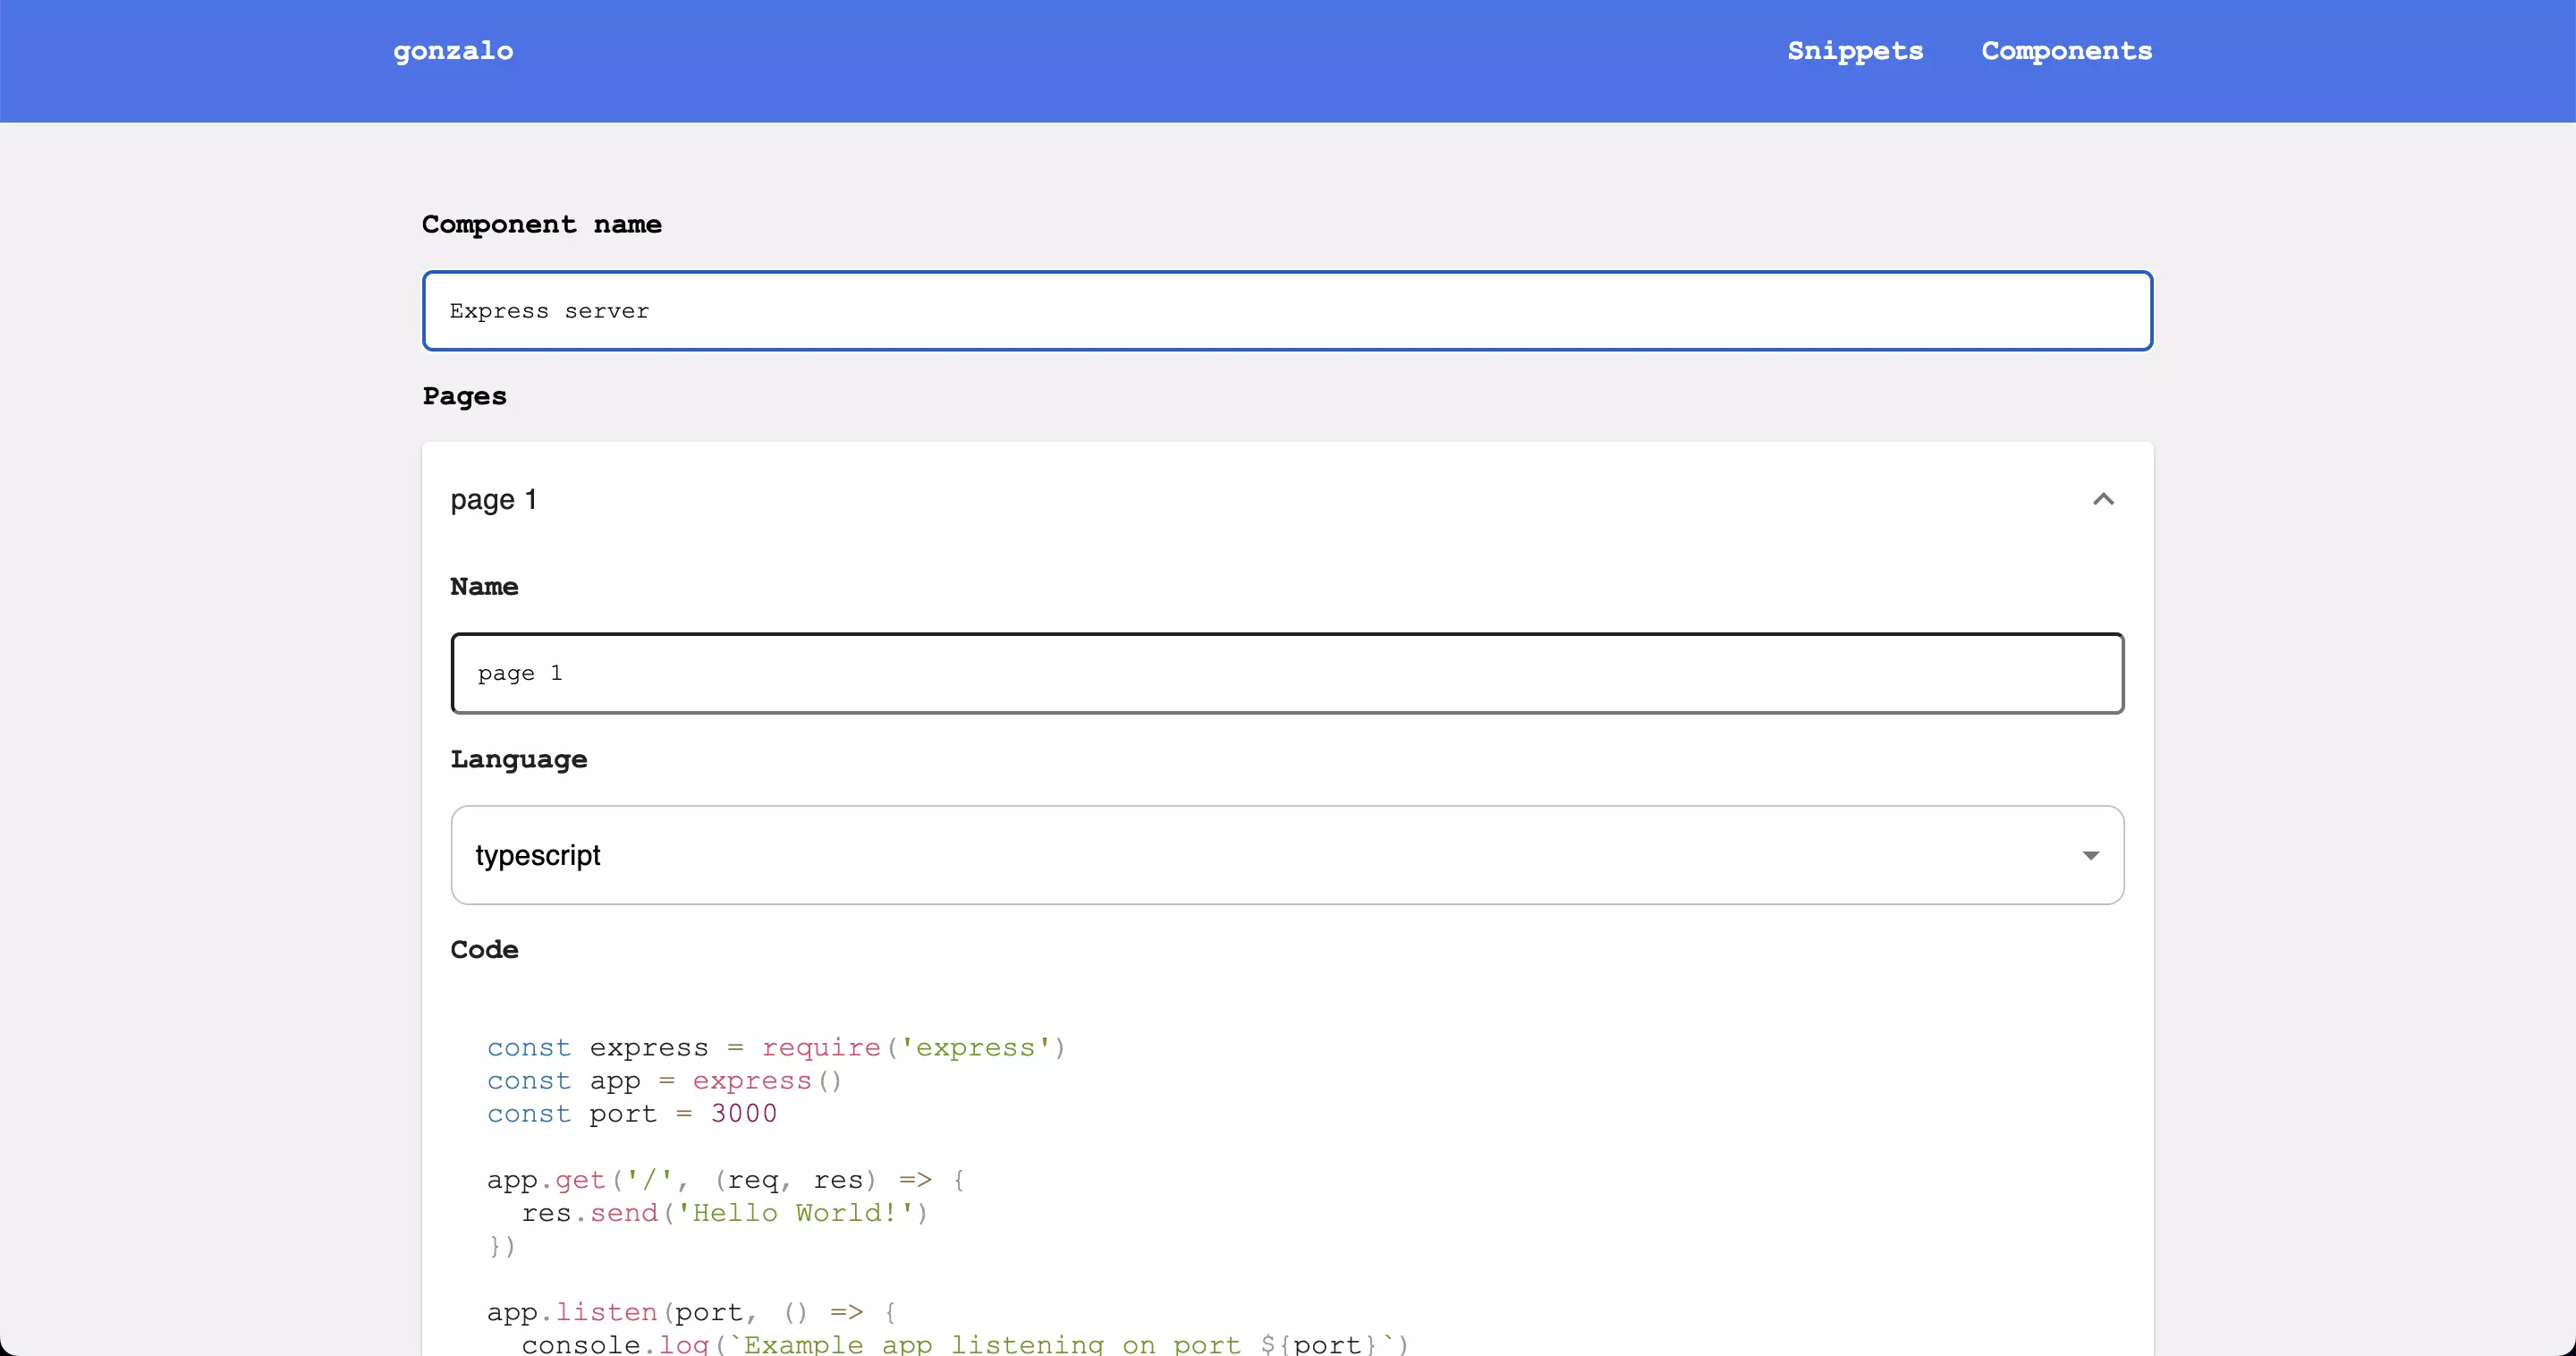 gonzalo Snippets Components
Component name
Express server
Pages
page 1
Name
page 1
Language
typescript
Code
const express = require('express')
const app = express()
const port = 3000
app.get('/', (req, res) => {
  res.send('Hello World!')
})
app.listen(port, () => {
  console.log(`Example app listening on port ${port}`)